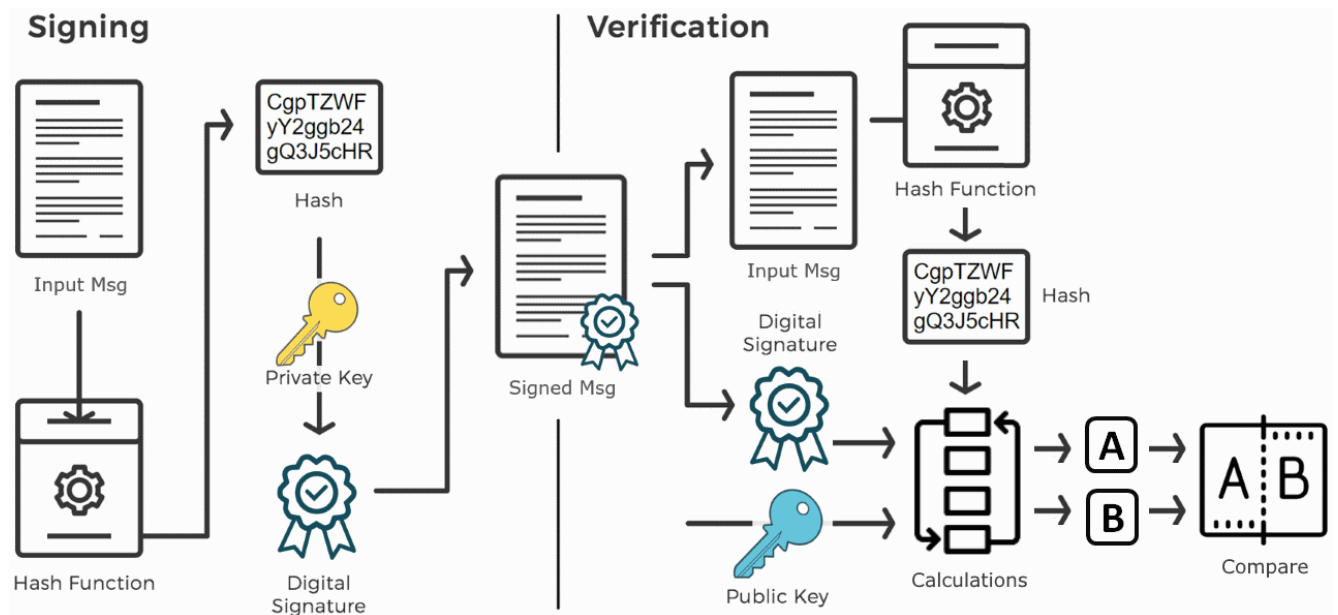 Signing
Input Msg
Hash Function
CgpTZWF
yY2ggb24
gQ3J5cHR
Hash
Private Key
Digital
Signature
Signed Msg
Verification
Input Msg
Hash Function
CgpTZWF
yY2ggb24
gQ3J5cHR
Hash
Digital
Signature
Public Key
Calculations
A
B
A B
Compare